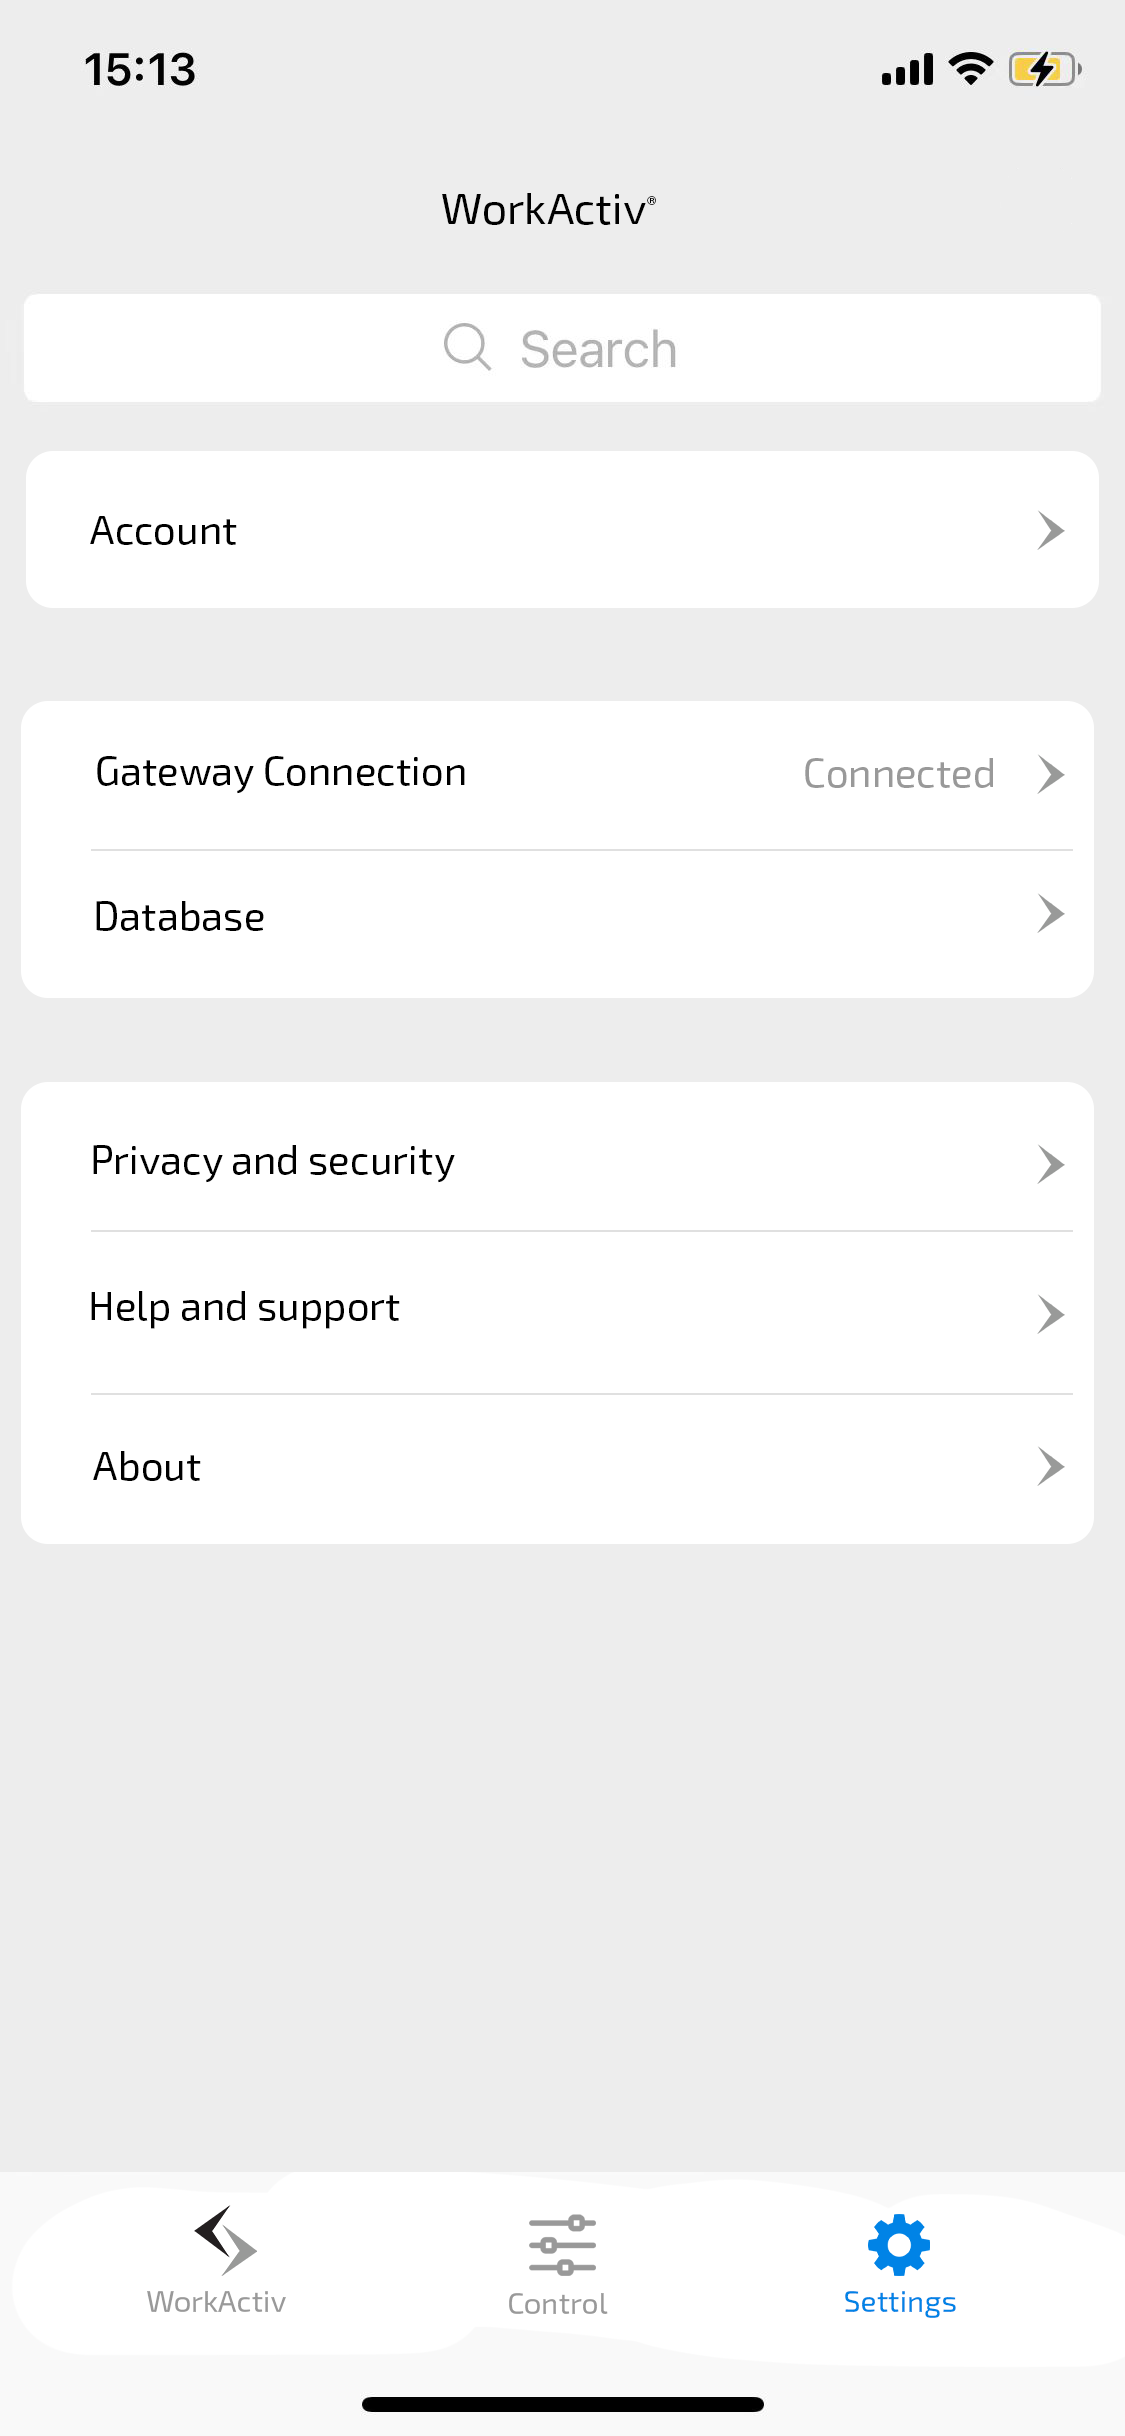 15:13
WorkActiv®
Search
Account
Gateway Connection Connected
Database
Privacy and security
Help and support
About
WorkActiv Control Settings